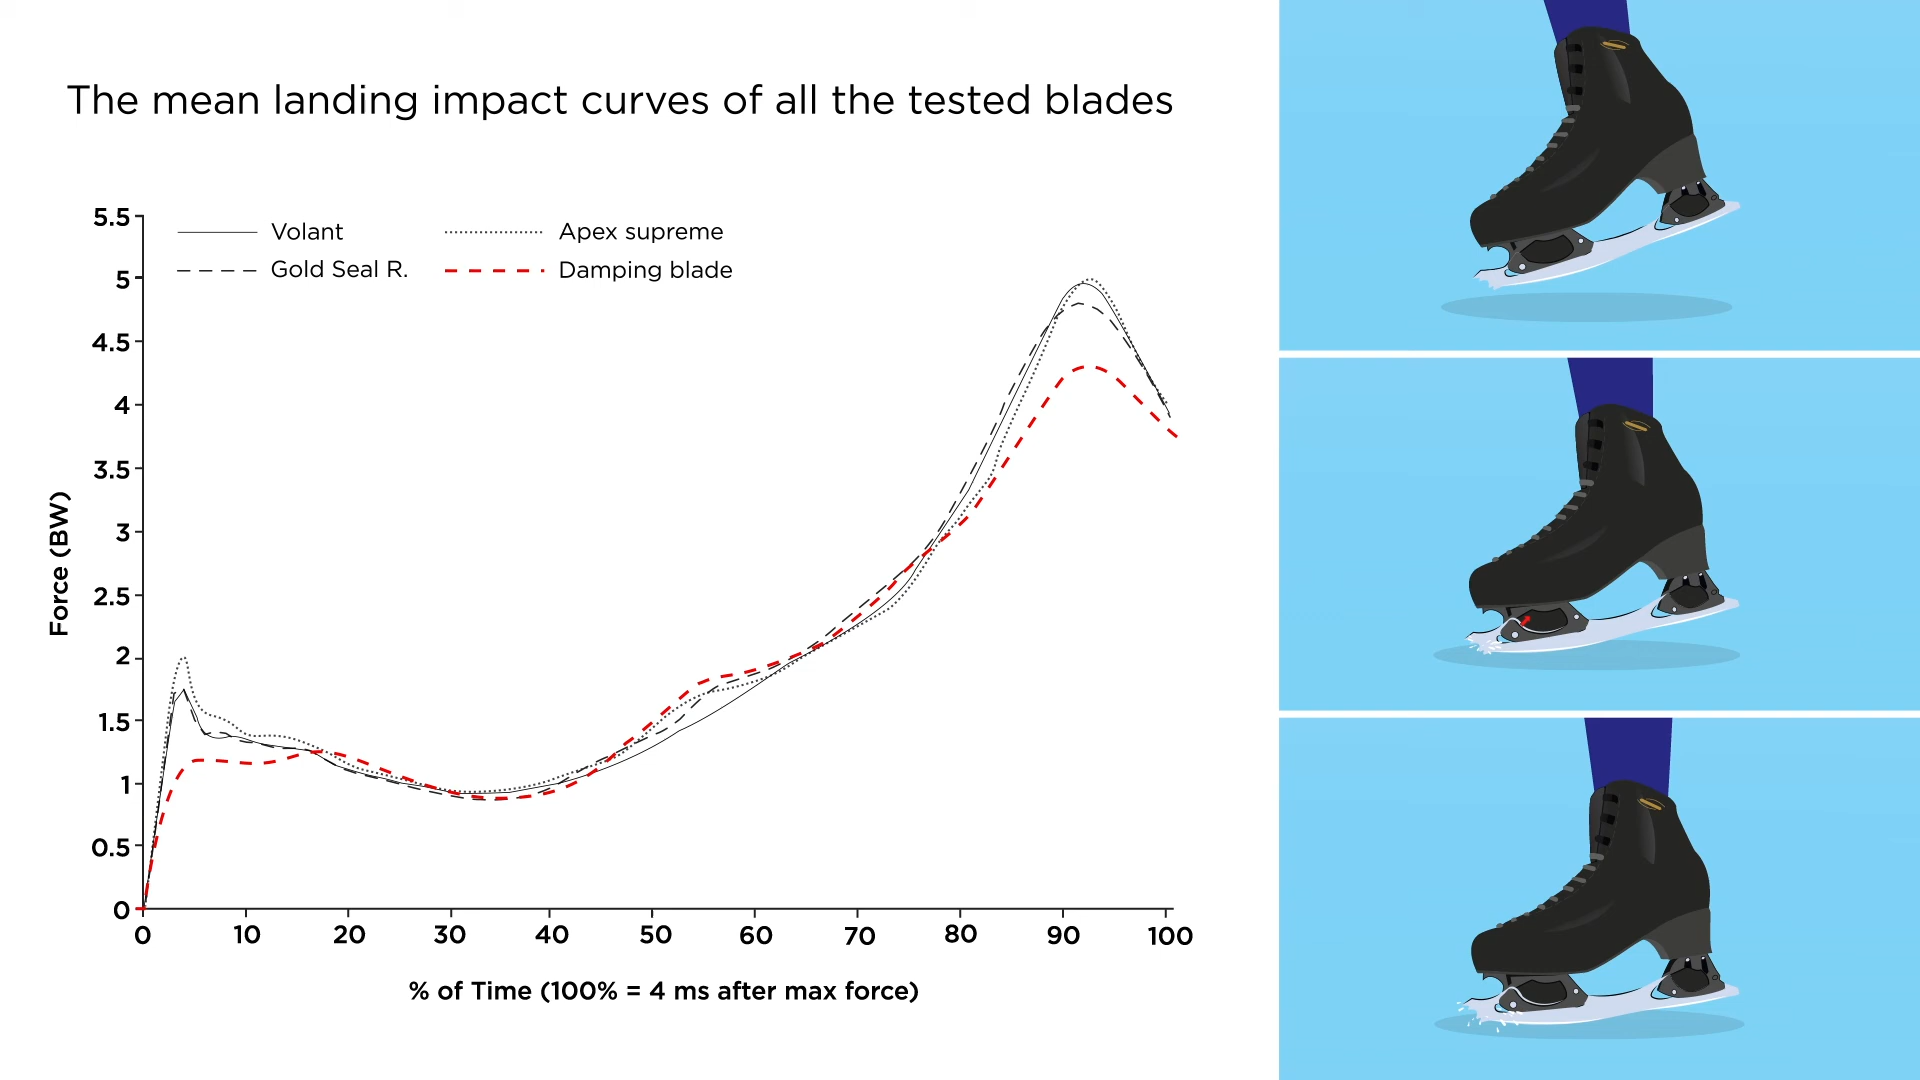 The mean landing impact curves of all the tested blades
Volant
Apex supreme
Gold Seal R.
Damping blade
5.5
5
4.5
4
3.5
3
2.5
2
1.5
1
0.5
0
Force (BW)
0 10 20 30 40 50 60 70 80 90 100
% of Time (100% = 4 ms after max force)